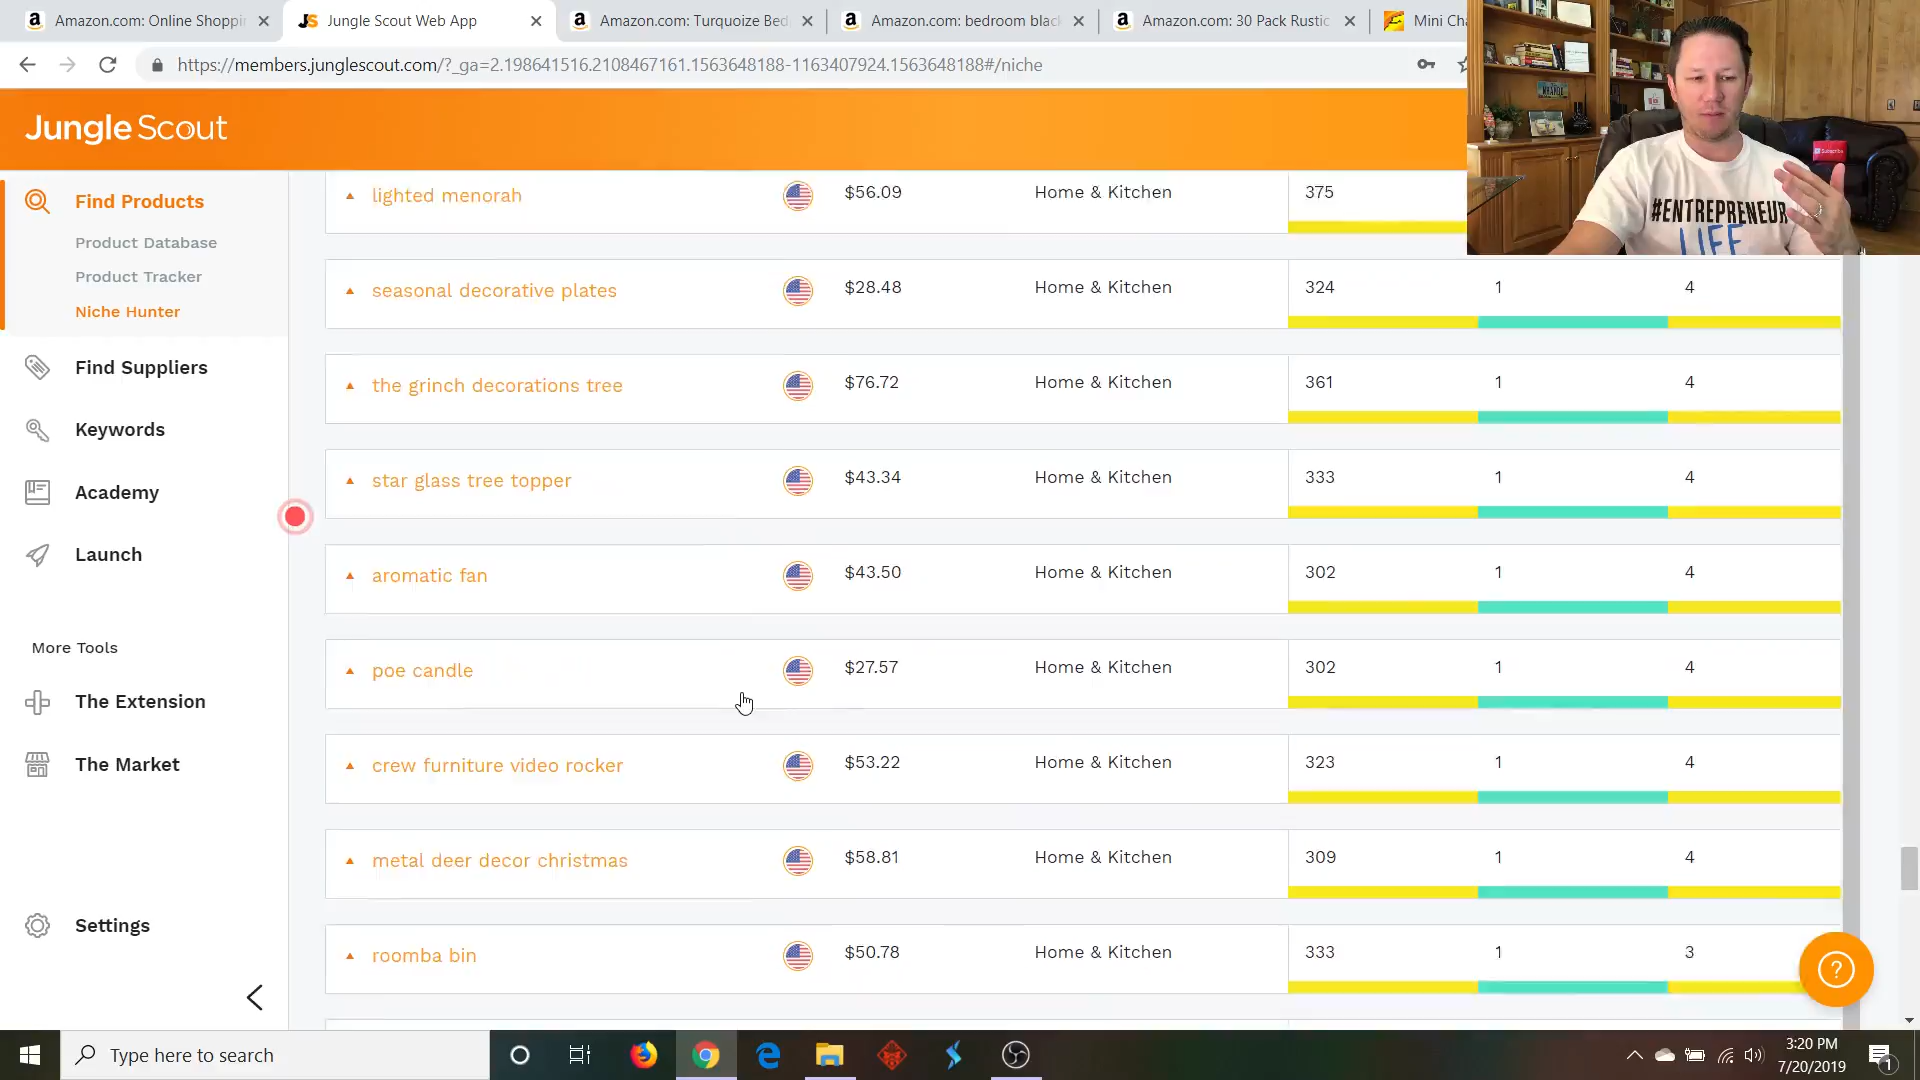 Amazon.com: Online Shoppi
Jungle Scout Web App
Amazon.com: Turquoize Bed
Amazon.com: bedroom blac
Amazon.com: 30 Pack Rustic
Mini Cha
https://members.junglescout.com/?_ga=2.198641516.2108467161.1563648188-1163407924.1563648188#/niche
Jungle Scout
#ENTREPRENEUR
LIFE
Subscribe
Find Products
Product Database
Product Tracker
Niche Hunter
Find Suppliers
Keywords
Academy
Launch
More Tools
The Extension
The Market
Settings
lighted menorah $56.09 Home & Kitchen 375
seasonal decorative plates $28.48 Home & Kitchen 324 1 4
the grinch decorations tree $76.72 Home & Kitchen 361 1 4
star glass tree topper $43.34 Home & Kitchen 333 1 4
aromatic fan $43.50 Home & Kitchen 302 1 4
poe candle $27.57 Home & Kitchen 302 1 4
crew furniture video rocker $53.22 Home & Kitchen 323 1 4
metal deer decor christmas $58.81 Home & Kitchen 309 1 4
roomba bin $50.78 Home & Kitchen 333 1 3
?
Type here to search
3:20 PM
7/20/2019
1